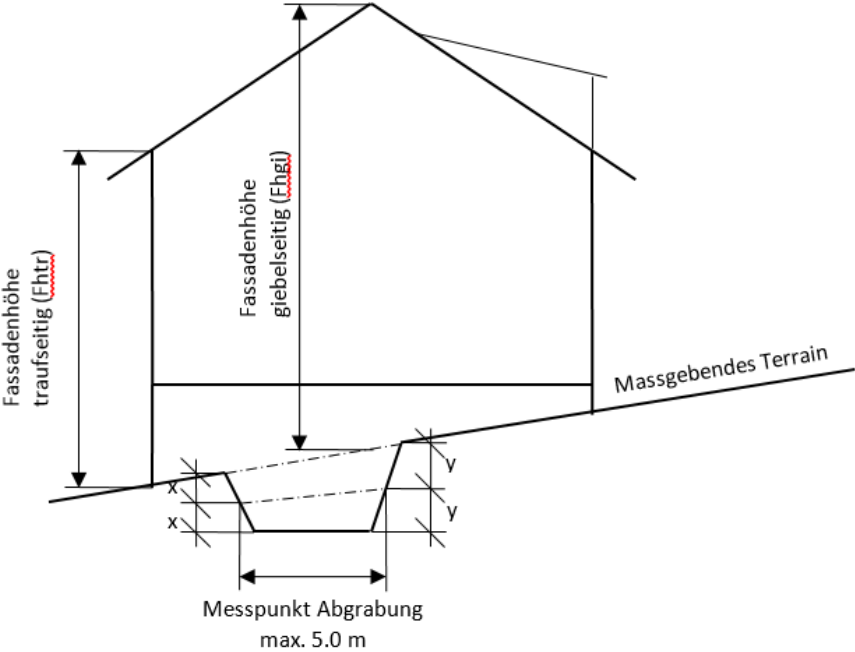 Fassadenhöhe
traufseitig (Fhtr)
Fassadenhöhe
giebelseitig (Fhgi)
Massgebendes Terrain
x
x
y
y
Messpunkt Abgrabung
max. 5.0 m